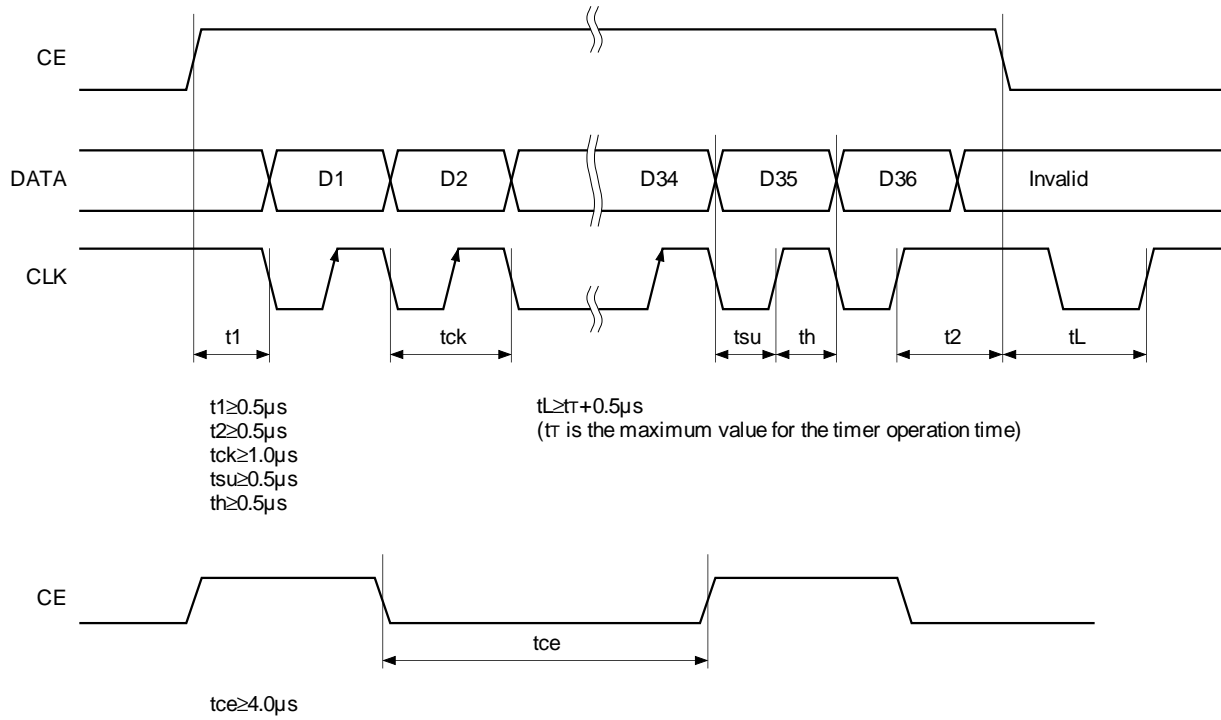 CE
DATA D1 D2 D34 D35 D36 Invalid
CLK
t1 tck tsu th t2 tL
t1≥0.5µs
t2≥0.5µs
tck≥1.0µs
tsu≥0.5µs
th≥0.5µs
tL≥tT+0.5µs
(tT is the maximum value for the timer operation time)
CE
tce
tce≥4.0µs